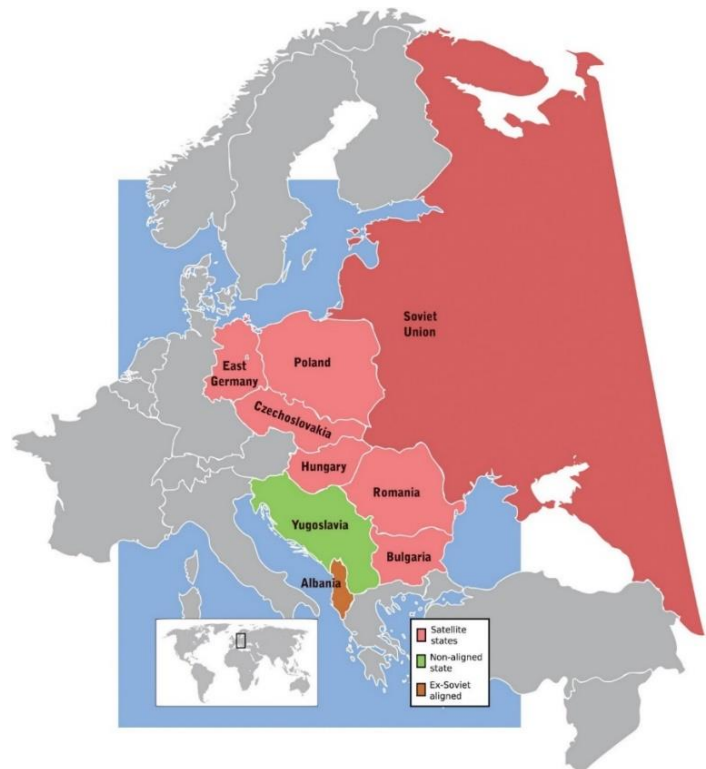 Soviet
Union
Poland
East
Germany
Czechoslovakia
Hungary
Romania
Yugoslavia
Bulgaria
Albania
Satellite
states
Non-aligned
state
Ex-Soviet
aligned